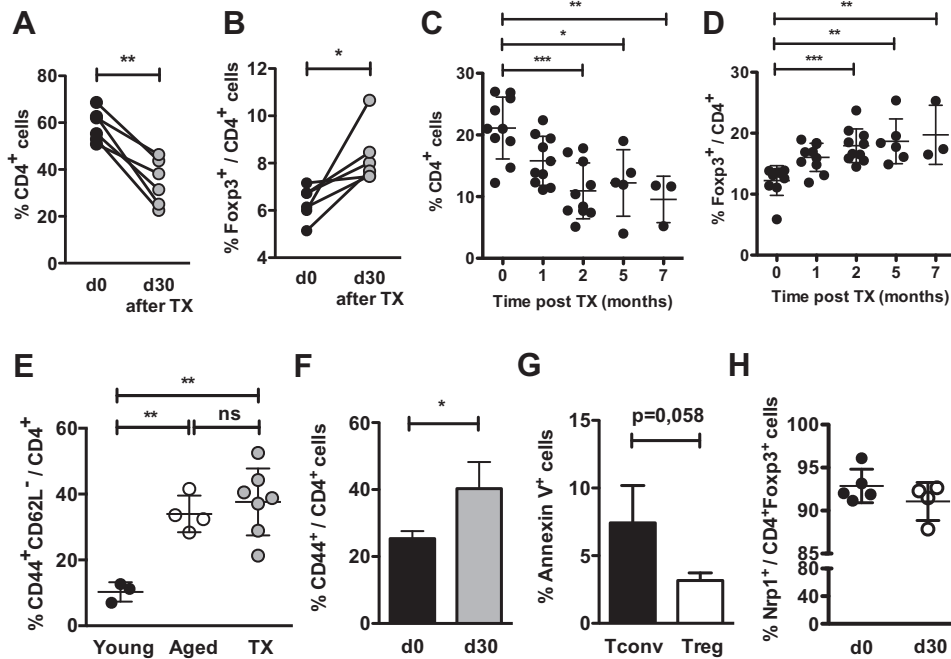 A
% CD4+ cells
80
60
40
20
0
**
d0
d30
after TX
B
% Foxp3+ / CD4+ cells
12
10
8
6
4
*
d0
d30
after TX
C
% CD4+ cells
30
20
10
0
**
*
***
0 1 2 5 7
Time post TX (months)
D
% Foxp3+ / CD4+
30
20
10
0
**
**
***
0 1 2 5 7
Time post TX (months)
E
% CD44+CD62L- / CD4+
60
40
20
0
**
** ns
Young Aged TX
F
% CD44+ / CD4+ cells
60
40
20
0
*
d0 d30
G
% Annexin V+ cells
15
10
5
0
p=0,058
Tconv Treg
H
% Nrp1+ / CD4+Foxp3+ cells
100
95
90
85
80
40
0
d0 d30